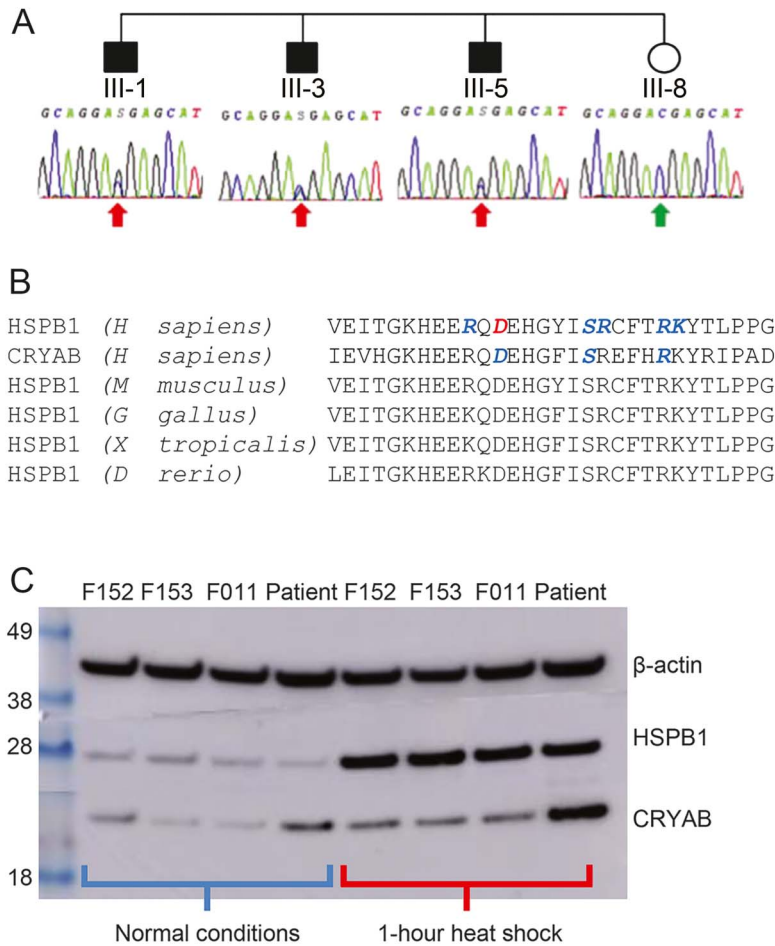 A
III-1 III-3 III-5 III-8
GCAGGASGAGCAT GCAGGASGAGCAT GCAGGASGAGCAT GCAGGACGAGCAT
B
HSPB1 (H sapiens) VEITGKHEERQDEHGYISRCFTRKYTLPPG
CRYAB (H sapiens) IEVHGKHEERQDEHGFISREFHRKYRIPAD
HSPB1 (M musculus) VEITGKHEERQDEHGYISRCFTRKYTLPPG
HSPB1 (G gallus) VEITGKHEEKQDEHGFISRCFTRKYTLPPG
HSPB1 (X tropicalis) VEITGKHEEKQDEHGFISRCFTRKYTLPPG
HSPB1 (D rerio) LEITGKHEERKDEHGFISRCFTRKYTLPPG
C
F152 F153 F011 Patient F152 F153 F011 Patient
49
β-actin
38
28
HSPB1
CRYAB
18
Normal conditions 1-hour heat shock